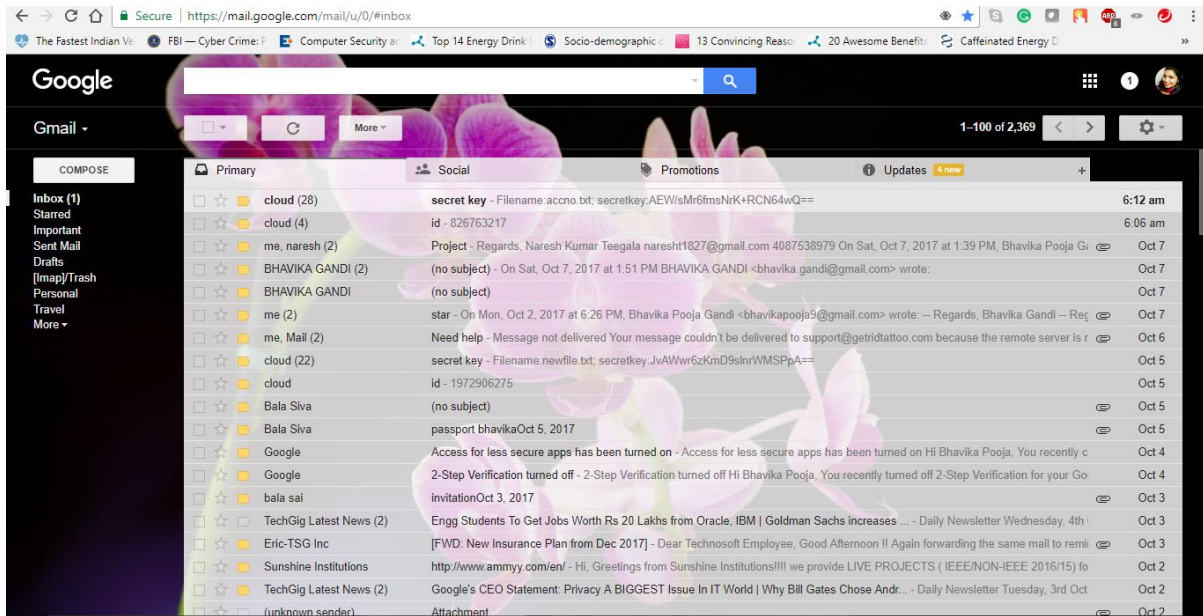 Secure | https://mail.google.com/mail/u/0/#inbox
The Fastest Indian Ve FBI — Cyber Crime: P Computer Security an Top 14 Energy Drink Socio-demographic c 13 Convincing Reaso 20 Awesome Benefits Caffeinated Energy D »
Google 1
Gmail More 1–100 of 2,369
COMPOSE Primary Social Promotions Updates 4 new +
Inbox (1) cloud (28) secret key - Filename:accno.txt; secretkey:AEW/sMr6fmsNrK+RCN64wQ== 6:12 am
Starred cloud (4) id - 826763217 6:06 am
Important me, naresh (2) Project - Regards, Naresh Kumar Teegala naresht1827@gmail.com 4087538979 On Sat, Oct 7, 2017 at 1:39 PM, Bhavika Pooja Ga Oct 7
Sent Mail BHAVIKA GANDI (2) (no subject) - On Sat, Oct 7, 2017 at 1:51 PM BHAVIKA GANDI <bhavika.gandi@gmail.com> wrote: Oct 7
Drafts BHAVIKA GANDI (no subject) Oct 7
[Imap]/Trash me (2) star - On Mon, Oct 2, 2017 at 6:26 PM, Bhavika Pooja Gandi <bhavikapooja9@gmail.com> wrote: -- Regards, Bhavika Gandi -- Reg Oct 7
Personal me, Mail (2) Need help - Message not delivered Your message couldn't be delivered to support@getridtattoo.com because the remote server is r Oct 6
Travel cloud (22) secret key - Filename:newfile.txt; secretkey:JvAWwr6zKmD9slnrWMSPpA== Oct 5
More cloud id - 1972906275 Oct 5
Bala Siva (no subject) Oct 5
Bala Siva passport bhavikaOct 5, 2017 Oct 5
Google Access for less secure apps has been turned on - Access for less secure apps has been turned on Hi Bhavika Pooja, You recently c Oct 4
Google 2-Step Verification turned off - 2-Step Verification turned off Hi Bhavika Pooja, You recently turned off 2-Step Verification for your Go Oct 4
bala sai invitationOct 3, 2017 Oct 3
TechGig Latest News (2) Engg Students To Get Jobs Worth Rs 20 Lakhs from Oracle, IBM | Goldman Sachs increases ... - Daily Newsletter Wednesday, 4th Oct 3
Eric-TSG Inc [FWD: New Insurance Plan from Dec 2017] - Dear Technosoft Employee, Good Afternoon !! Again forwarding the same mail to remi Oct 3
Sunshine Institutions http://www.ammyy.com/en/ - Hi, Greetings from Sunshine Institutions!!!! we provide LIVE PROJECTS ( IEEE/NON-IEEE 2016/15) fo Oct 2
TechGig Latest News (2) Google's CEO Statement: Privacy A BIGGEST Issue In IT World | Why Bill Gates Chose Andr... - Daily Newsletter Tuesday, 3rd Oct Oct 2
(unknown sender) Attachment Oct 2